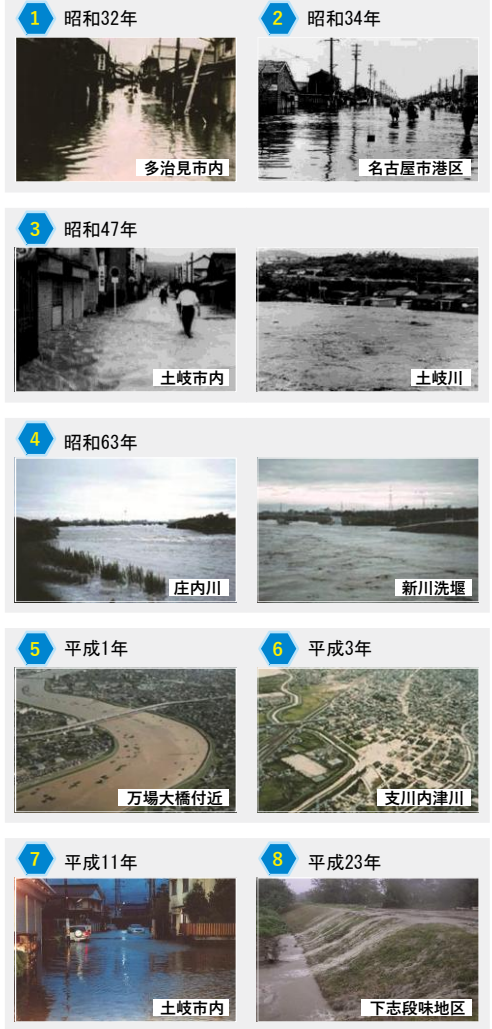 1 昭和32年
多治見市内
2 昭和34年
名古屋市港区
3 昭和47年
土岐市内
土岐川
4 昭和63年
庄内川
新川洗堰
5 平成1年
万場大橋付近
6 平成3年
支川内津川
7 平成11年
土岐市内
8 平成23年
下志段味地区